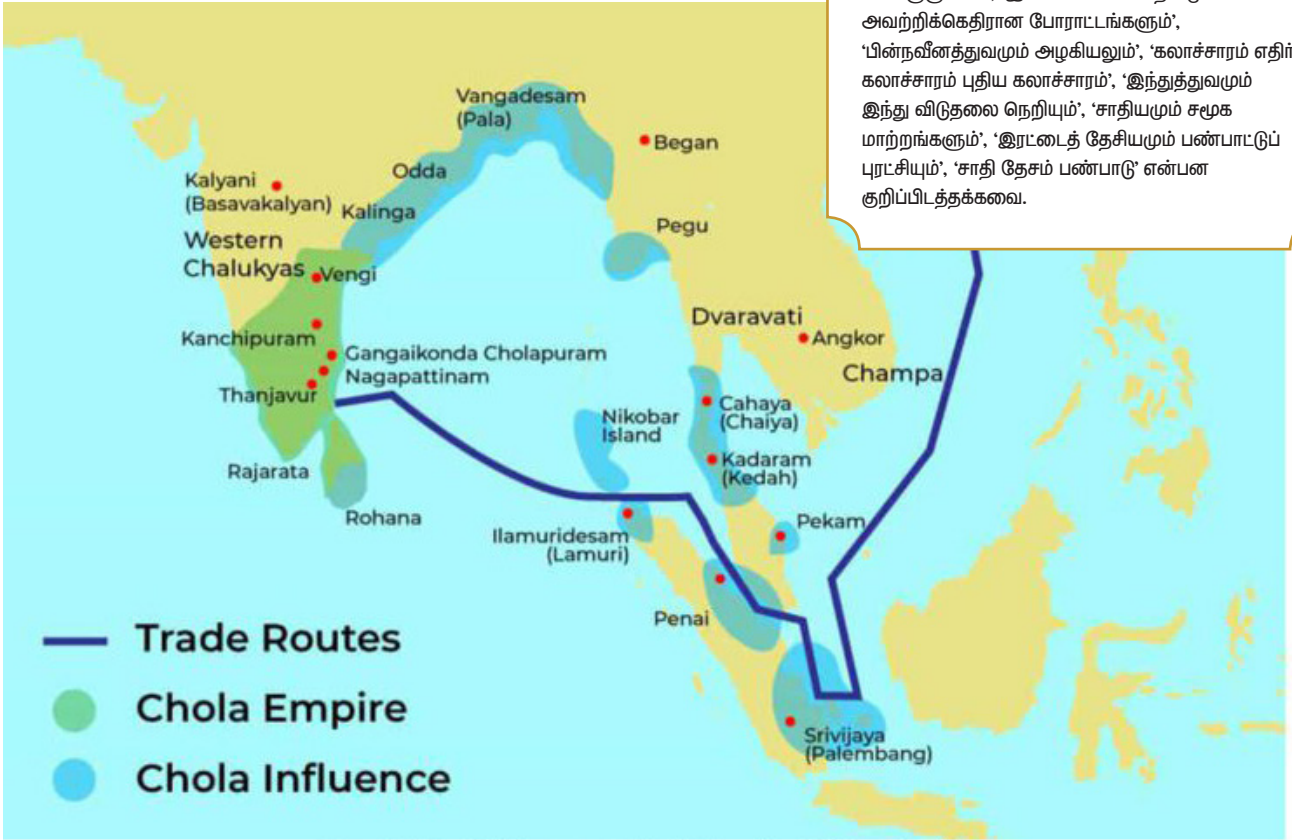 அவற்றிக்கெதிரான போராட்டங்களும்',
'பின்நவீனத்துவமும் அழகியலும்', 'கலாச்சாரம் எதிர்
கலாச்சாரம் புதிய கலாச்சாரம்', 'இந்துத்துவமும்
இந்து விடுதலை நெறியும்', 'சாதியமும் சமூக
மாற்றங்களும்', 'இரட்டைத் தேசியமும் பண்பாட்டுப்
புரட்சியும்', 'சாதி தேசம் பண்பாடு' என்பன
குறிப்பிடத்தக்கவை.
Vangadesam
(Pala)
Began
Odda
Kalyani
(Basavakalyan)
Kalinga
Pegu
Western
Chalukyas
Vengi
Dvaravati
Kanchipuram
Angkor
Gangaikonda Cholapuram
Nagapattinam
Champa
Thanjavur
Nikobar
Island
Cahaya
(Chaiya)
Kadaram
(Kedah)
Rajarata
Rohana
Pekam
Ilamuridesam
(Lamuri)
Penai
Srivijaya
(Palembang)
Trade Routes
Chola Empire
Chola Influence